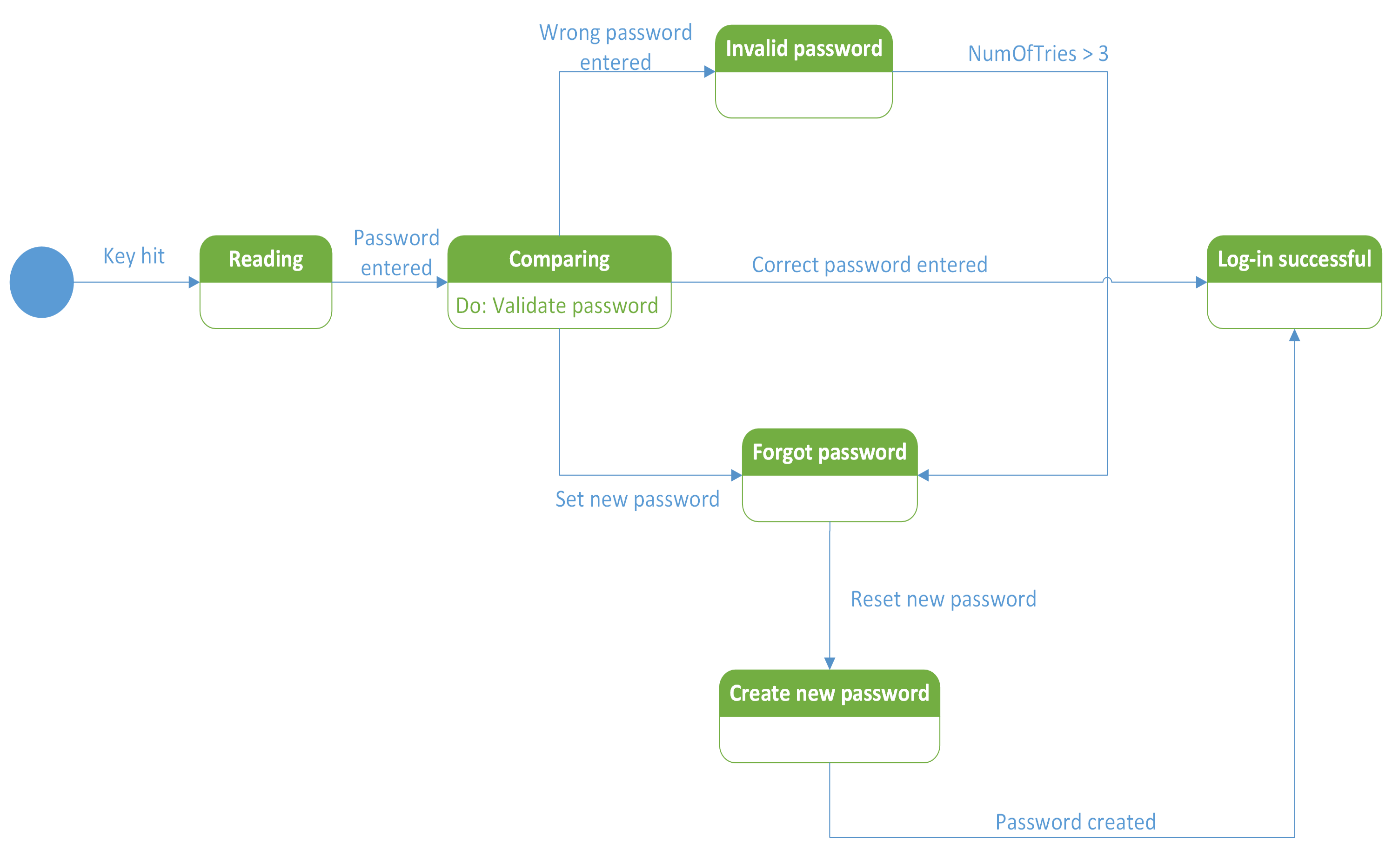 Wrong password
entered
Invalid password
NumOfTries > 3
Key hit
Reading
Password
entered
Comparing
Do: Validate password
Correct password entered
Log-in successful
Forgot password
Set new password
Reset new password
Create new password
Password created